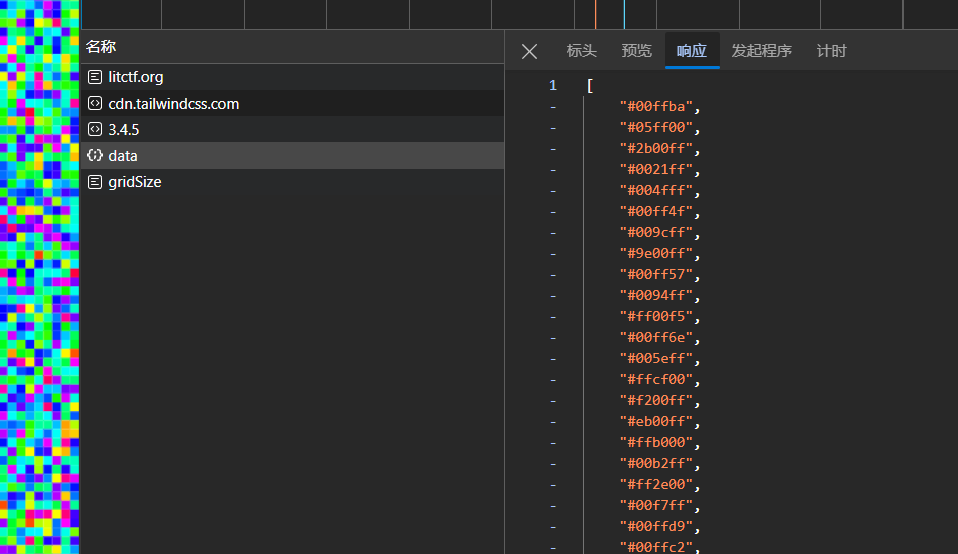 名称
litctf.org
cdn.tailwindcss.com
3.4.5
data
gridSize
标头 预览 响应 发起程序 计时
1 [
- "#00ffba",
- "#05ff00",
- "#2b00ff",
- "#0021ff",
- "#004fff",
- "#00ff4f",
- "#009cff",
- "#9e00ff",
- "#00ff57",
- "#0094ff",
- "#ff00f5",
- "#00ff6e",
- "#005eff",
- "#ffcf00",
- "#f200ff",
- "#eb00ff",
- "#ffb000",
- "#00b2ff",
- "#ff2e00",
- "#00f7ff",
- "#00ffd9",
- "#00ffc2",